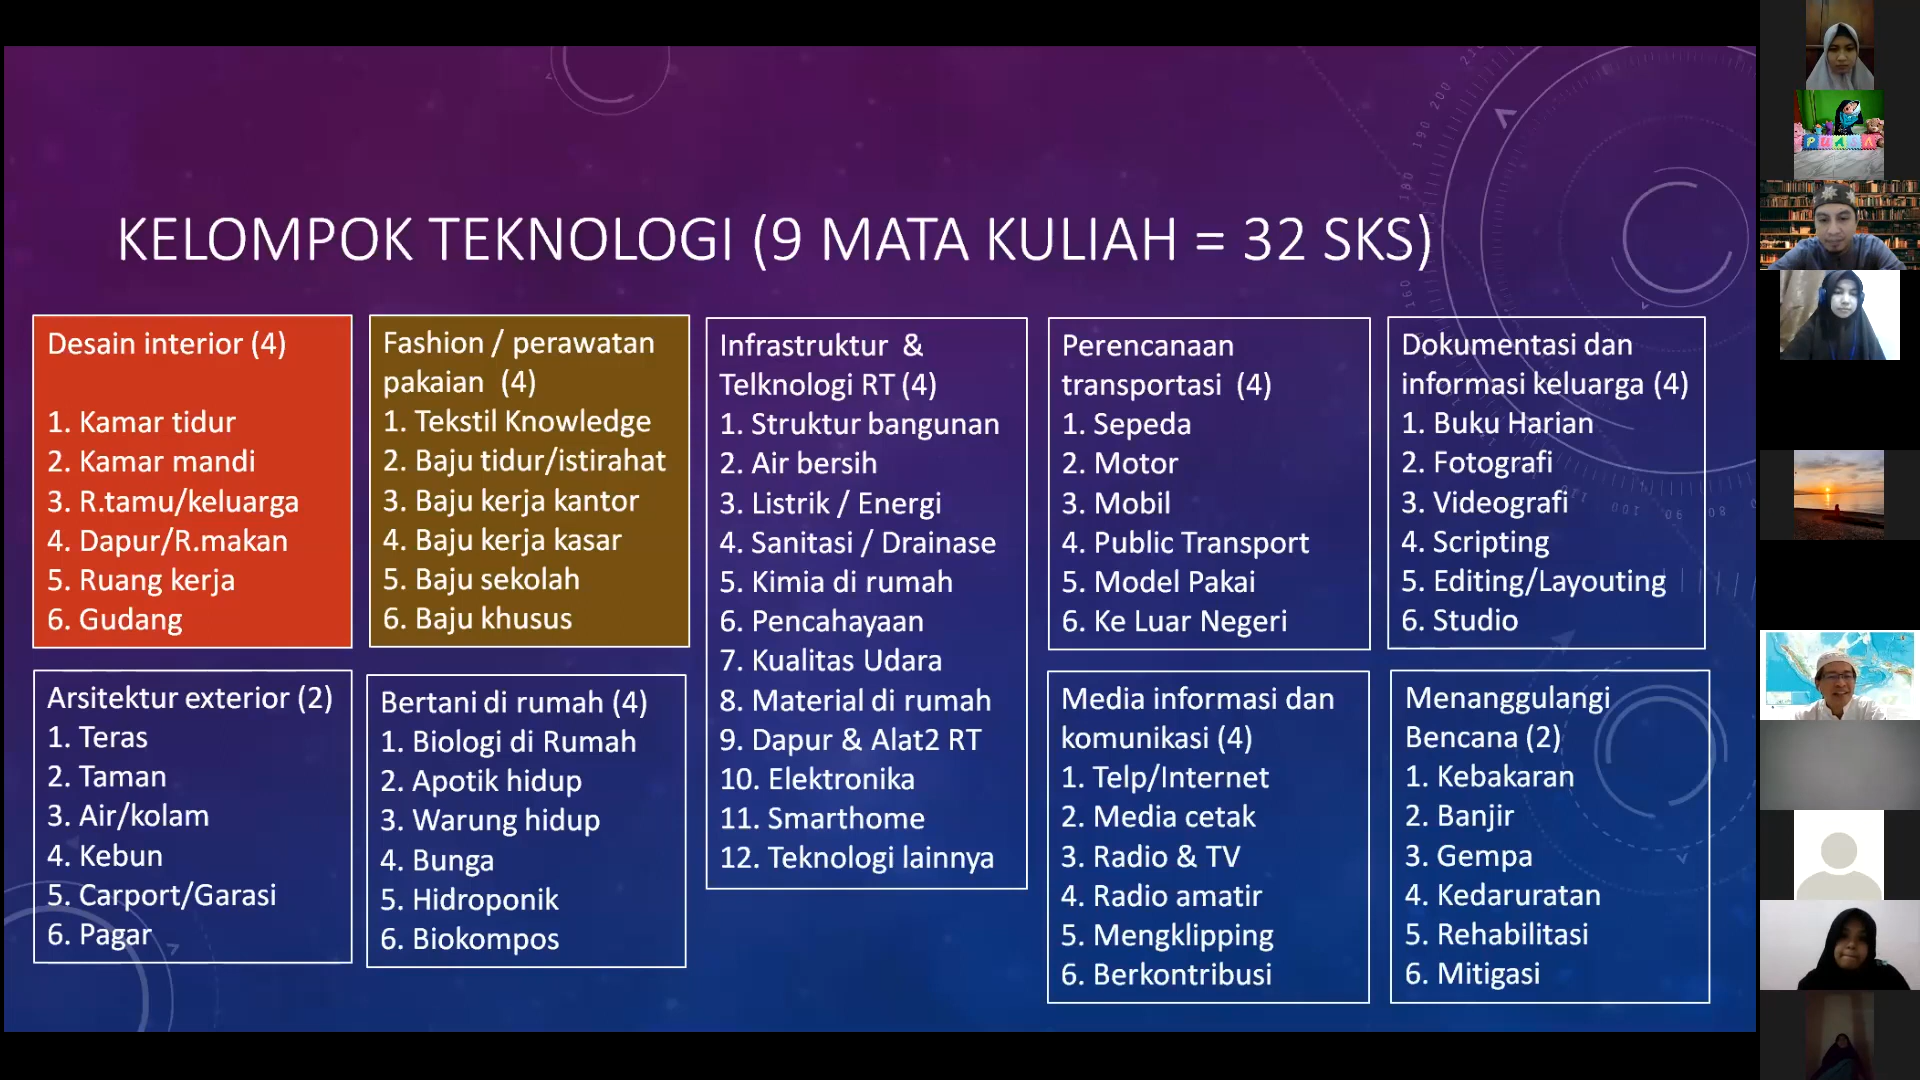 KELOMPOK TEKNOLOGI (9 MATA KULIAH = 32 SKS)
Desain interior (4)
1. Kamar tidur
2. Kamar mandi
3. R.tamu/keluarga
4. Dapur/R.makan
5. Ruang kerja
6. Gudang
Fashion / perawatan
pakaian (4)
1. Tekstil Knowledge
2. Baju tidur/istirahat
3. Baju kerja kantor
4. Baju kerja kasar
5. Baju sekolah
6. Baju khusus
Infrastruktur &
Telknologi RT (4)
1. Struktur bangunan
2. Air bersih
3. Listrik / Energi
4. Sanitasi / Drainase
5. Kimia di rumah
6. Pencahayaan
7. Kualitas Udara
8. Material di rumah
9. Dapur & Alat2 RT
10. Elektronika
11. Smarthome
12. Teknologi lainnya
Perencanaan
transportasi (4)
1. Sepeda
2. Motor
3. Mobil
4. Public Transport
5. Model Pakai
6. Ke Luar Negeri
Dokumentasi dan
informasi keluarga (4)
1. Buku Harian
2. Fotografi
3. Videografi
4. Scripting
5. Editing/Layouting
6. Studio
Arsitektur exterior (2)
1. Teras
2. Taman
3. Air/kolam
4. Kebun
5. Carport/Garasi
6. Pagar
Bertani di rumah (4)
1. Biologi di Rumah
2. Apotik hidup
3. Warung hidup
4. Bunga
5. Hidroponik
6. Biokompos
Media informasi dan
komunikasi (4)
1. Telp/Internet
2. Media cetak
3. Radio & TV
4. Radio amatir
5. Mengklipping
6. Berkontribusi
Menanggulangi
Bencana (2)
1. Kebakaran
2. Banjir
3. Gempa
4. Kedaruratan
5. Rehabilitasi
6. Mitigasi
PUASA